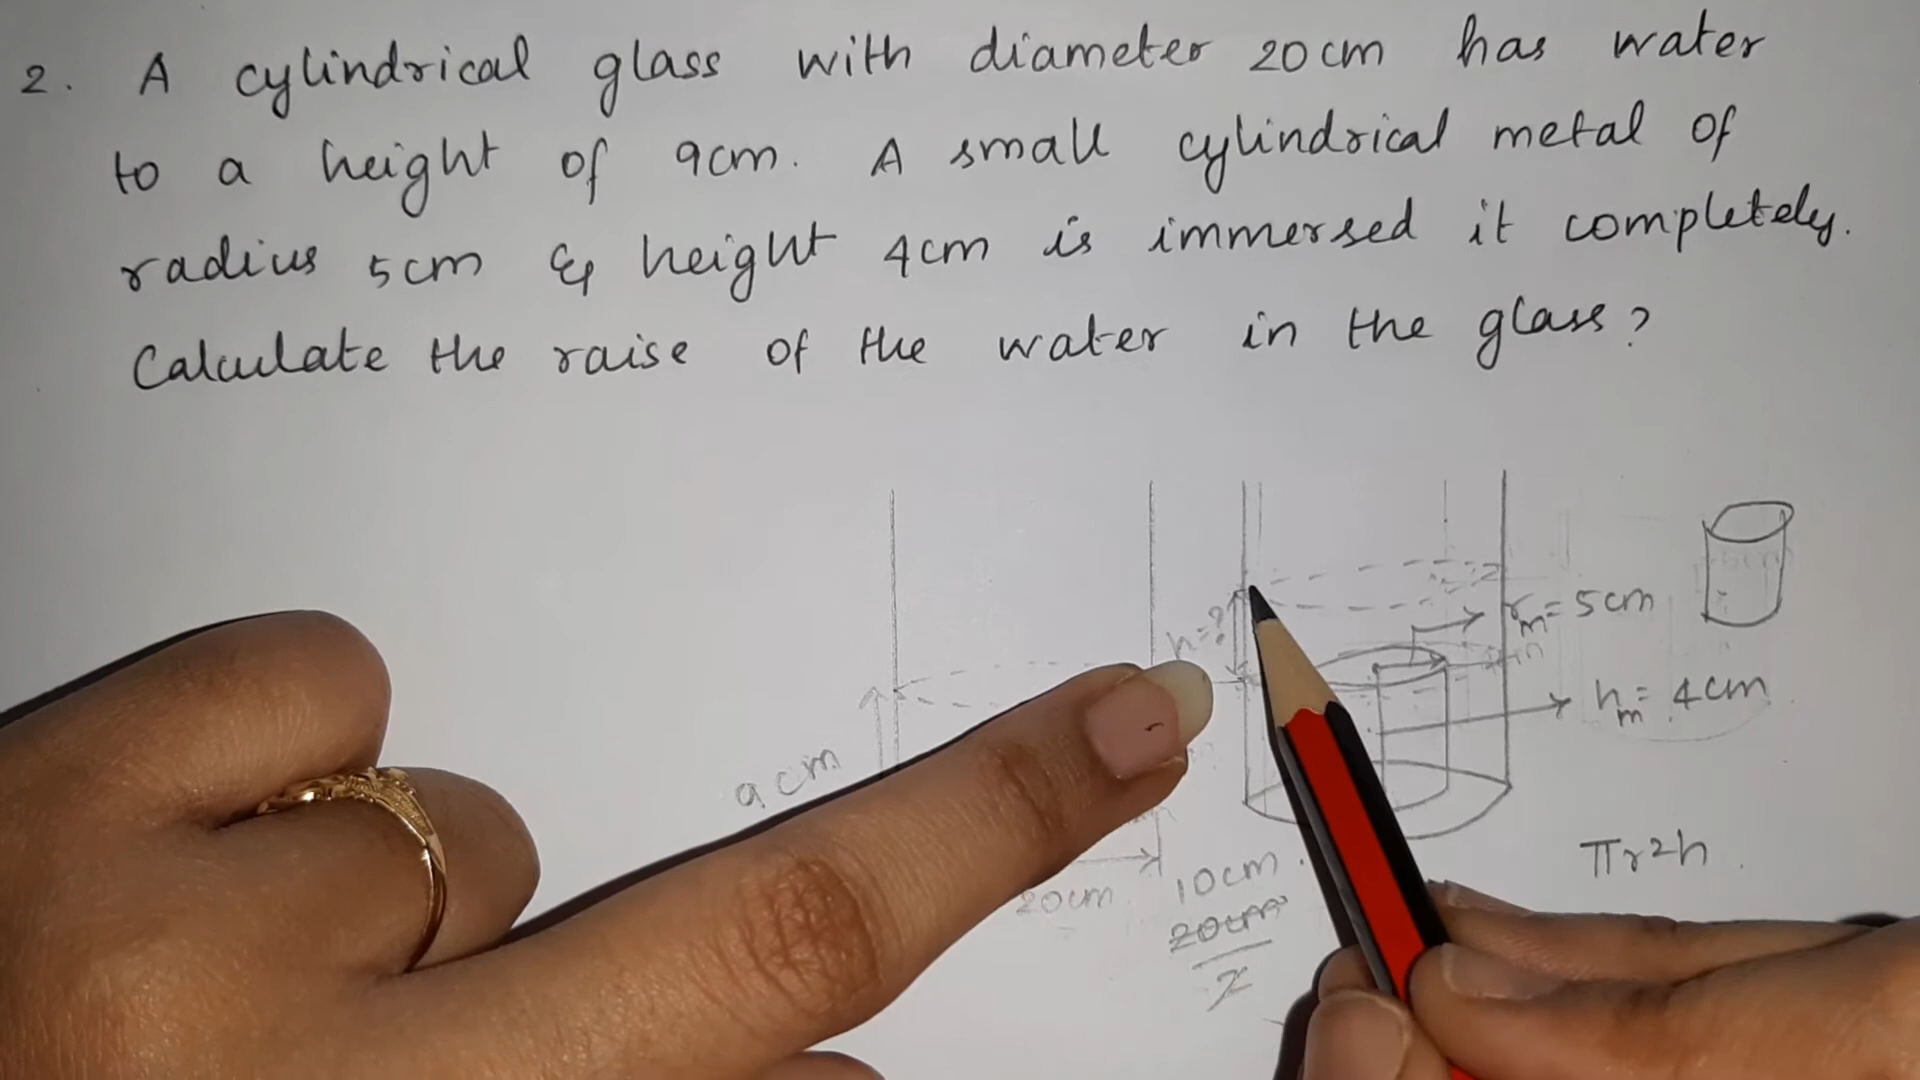 2. A cylindrical glass with diameter 20cm has water
to a height of 9cm. A small cylindrical metal of
radius 5cm & height 4cm is immersed it completely.
Calculate the raise of the water in the glass?
h=?
rm = 5cm
hm = 4cm
9cm
πr²h
20cm
10cm
20cm
2